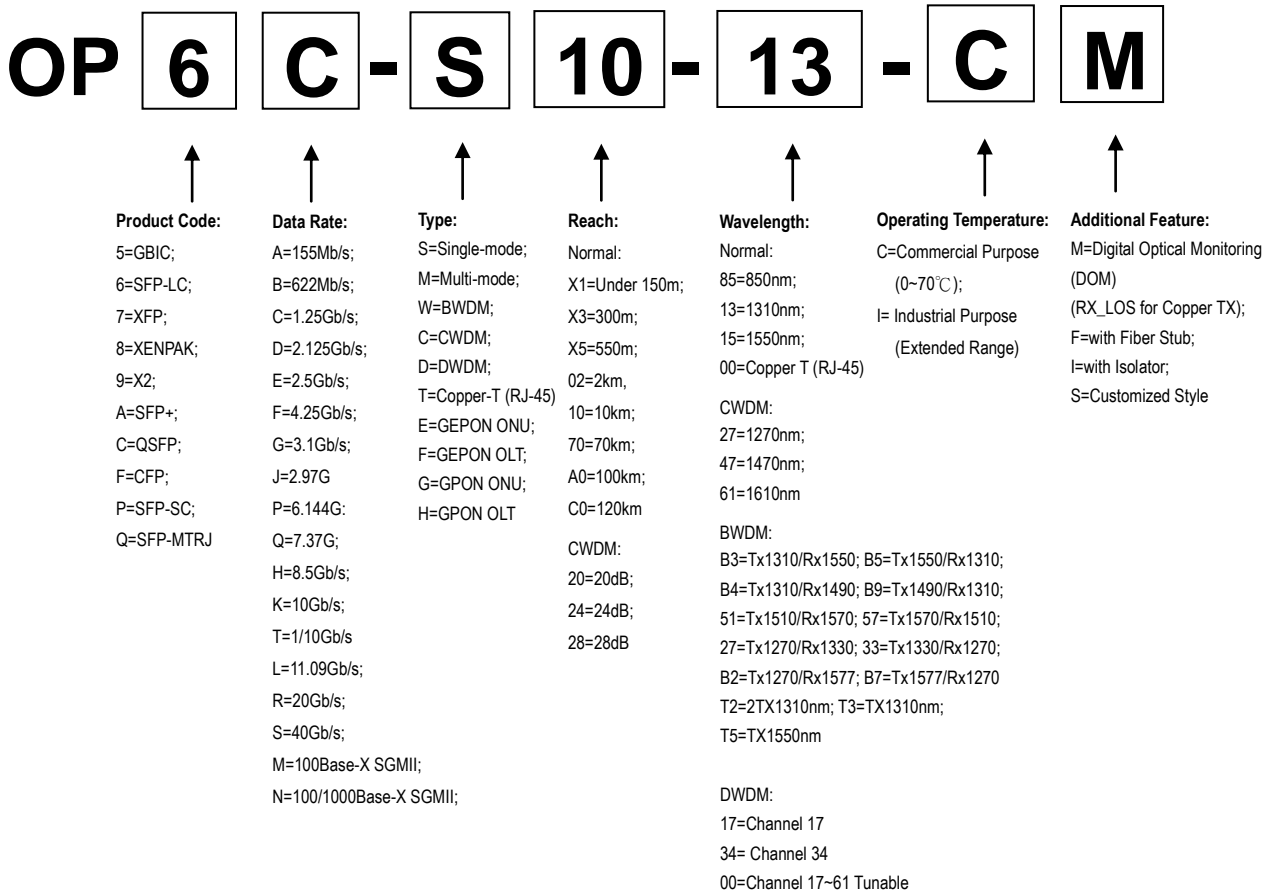 OP 6 C - S 10 - 13 - C M
Product Code:
5=GBIC;
6=SFP-LC;
7=XFP;
8=XENPAK;
9=X2;
A=SFP+;
C=QSFP;
F=CFP;
P=SFP-SC;
Q=SFP-MTRJ
Data Rate:
A=155Mb/s;
B=622Mb/s;
C=1.25Gb/s;
D=2.125Gb/s;
E=2.5Gb/s;
F=4.25Gb/s;
G=3.1Gb/s;
J=2.97G
P=6.144G:
Q=7.37G;
H=8.5Gb/s;
K=10Gb/s;
T=1/10Gb/s
L=11.09Gb/s;
R=20Gb/s;
S=40Gb/s;
M=100Base-X SGMII;
N=100/1000Base-X SGMII;
Type:
S=Single-mode;
M=Multi-mode;
W=BWDM;
C=CWDM;
D=DWDM;
T=Copper-T (RJ-45)
E=GEPON ONU;
F=GEPON OLT;
G=GPON ONU;
H=GPON OLT
Reach:
Normal:
X1=Under 150m;
X3=300m;
X5=550m;
02=2km,
10=10km;
70=70km;
A0=100km;
C0=120km
CWDM:
20=20dB;
24=24dB;
28=28dB
Wavelength:
Normal:
85=850nm;
13=1310nm;
15=1550nm;
00=Copper T (RJ-45)
CWDM:
27=1270nm;
47=1470nm;
61=1610nm
BWDM:
B3=Tx1310/Rx1550; B5=Tx1550/Rx1310;
B4=Tx1310/Rx1490; B9=Tx1490/Rx1310;
51=Tx1510/Rx1570; 57=Tx1570/Rx1510;
27=Tx1270/Rx1330; 33=Tx1330/Rx1270;
B2=Tx1270/Rx1577; B7=Tx1577/Rx1270
T2=2TX1310nm; T3=TX1310nm;
T5=TX1550nm
DWDM:
17=Channel 17
34= Channel 34
00=Channel 17~61 Tunable
Operating Temperature:
C=Commercial Purpose
(0~70℃);
I= Industrial Purpose
(Extended Range)
Additional Feature:
M=Digital Optical Monitoring
(DOM)
(RX_LOS for Copper TX);
F=with Fiber Stub;
I=with Isolator;
S=Customized Style